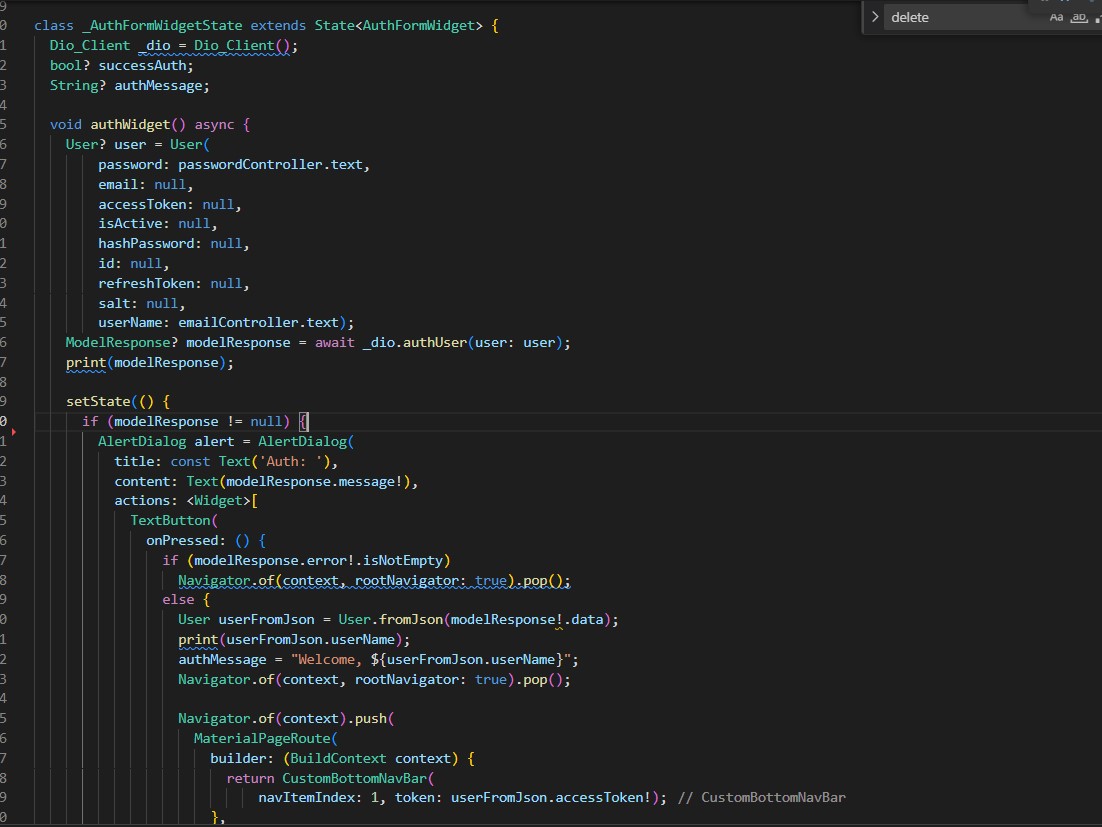 delete
Aa
ab
9
0 class _AuthFormWidgetState extends State<AuthFormWidget> {
1 Dio_Client _dio = Dio_Client();
2 bool? successAuth;
3 String? authMessage;
4
5 void authWidget() async {
6 User? user = User(
7 password: passwordController.text,
8 email: null,
9 accessToken: null,
0 isActive: null,
1 hashPassword: null,
2 id: null,
3 refreshToken: null,
4 salt: null,
5 userName: emailController.text);
6 ModelResponse? modelResponse = await _dio.authUser(user: user);
7 print(modelResponse);
8
9 setState(() {
0 if (modelResponse != null) {
1 AlertDialog alert = AlertDialog(
2 title: const Text('Auth: '),
3 content: Text(modelResponse.message!),
4 actions: <Widget>[
5 TextButton(
6 onPressed: () {
7 if (modelResponse.error!.isNotEmpty)
8 Navigator.of(context, rootNavigator: true).pop();
9 else {
0 User userFromJson = User.fromJson(modelResponse!.data);
1 print(userFromJson.userName);
2 authMessage = "Welcome, ${userFromJson.userName}";
3 Navigator.of(context, rootNavigator: true).pop();
4
5 Navigator.of(context).push(
6 MaterialPageRoute(
7 builder: (BuildContext context) {
8 return CustomBottomNavBar(
9 navItemIndex: 1, token: userFromJson.accessToken!); // CustomBottomNavBar
0 },